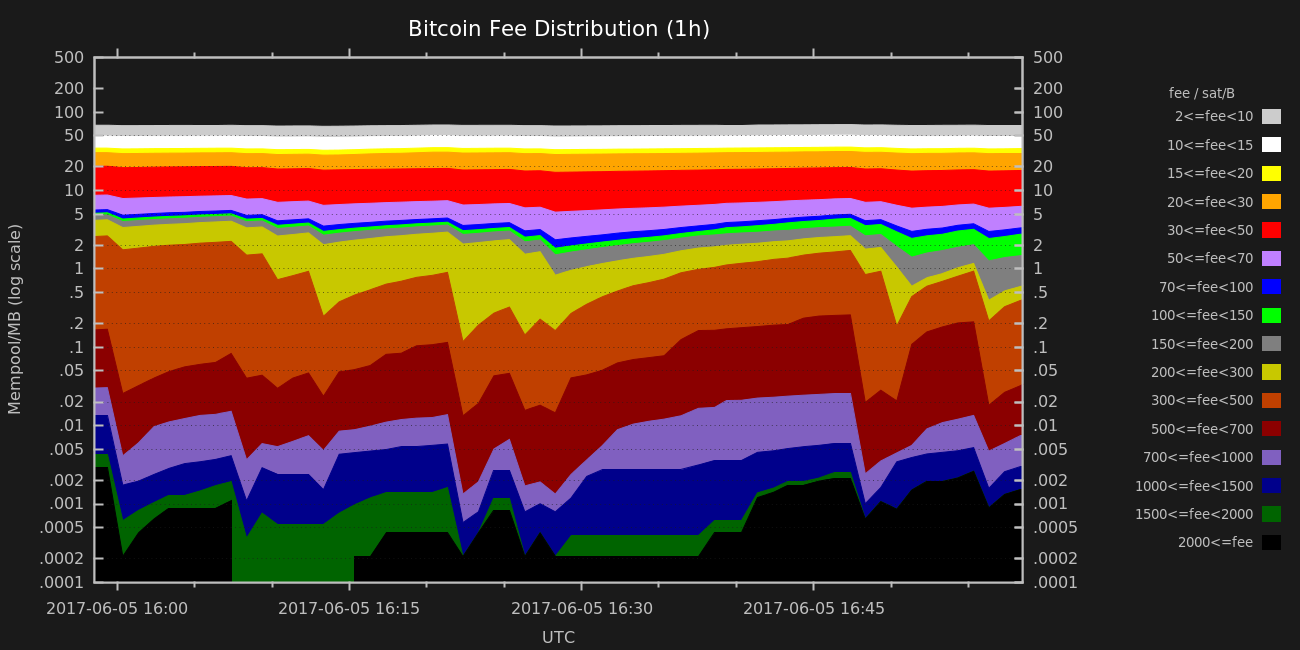 Bitcoin Fee Distribution (1h)
500 500
200 200
100 100
50 50
20 20
10 10
5 5
2 2
1 1
.5 .5
.2 .2
.1 .1
.05 .05
.02 .02
.01 .01
.005 .005
.002 .002
.001 .001
.0005 .0005
.0002 .0002
.0001 .0001
Mempool/MB (log scale)
2017-06-05 16:00 2017-06-05 16:15 2017-06-05 16:30 2017-06-05 16:45
UTC
fee / sat/B
2<=fee<10
10<=fee<15
15<=fee<20
20<=fee<30
30<=fee<50
50<=fee<70
70<=fee<100
100<=fee<150
150<=fee<200
200<=fee<300
300<=fee<500
500<=fee<700
700<=fee<1000
1000<=fee<1500
1500<=fee<2000
2000<=fee